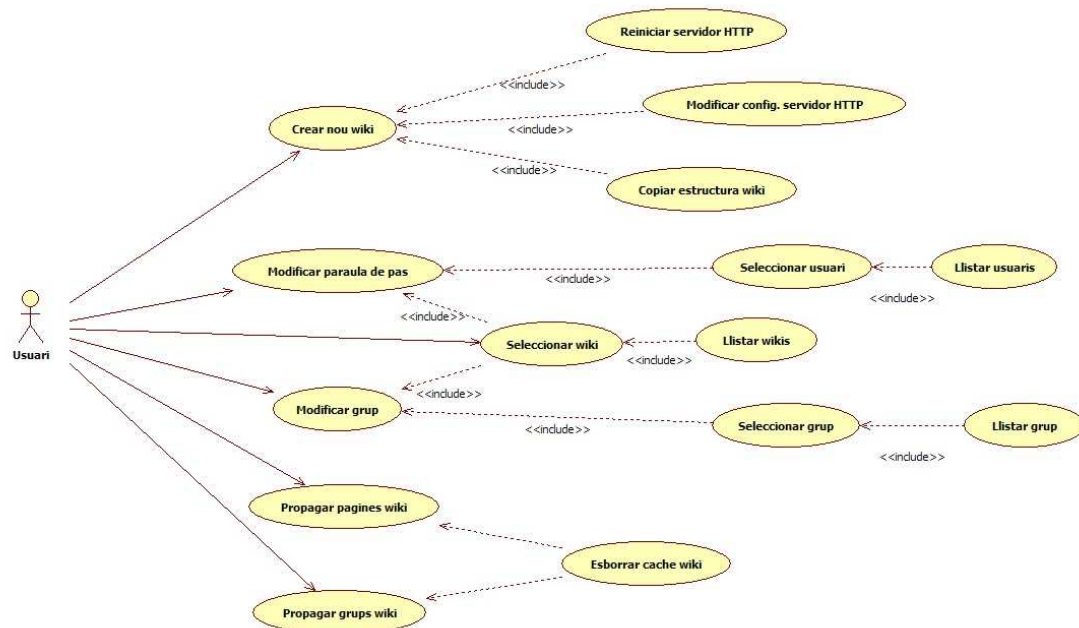 Reiniciar servidor HTTP
<<include>>
Modificar config. servidor HTTP
Crear nou wiki
<<include>>
<<include>>
Copiar estructura wiki
Modificar paraula de pas
Seleccionar usuari
Llistar usuaris
<<include>>
<<include>>
<<include>>
Usuari
Seleccionar wiki
Llistar wikis
<<include>>
<<include>>
Modificar grup
Seleccionar grup
Llistar grup
<<include>>
<<include>>
Propagar pagines wiki
Esborrar cache wiki
Propagar grups wiki